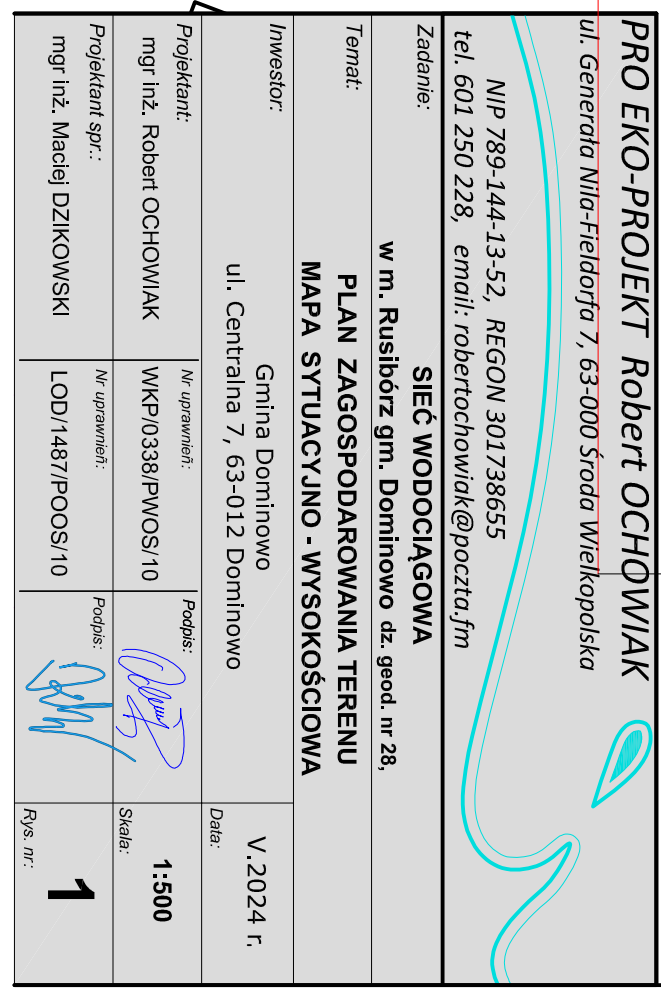 PRO EKO-PROJEKT Robert OCHOWIAK
ul. Generała Nila-Fieldorfa 7, 63-000 Środa Wielkopolska
NIP 789-144-13-52, REGON 301738655
tel. 601 250 228, email: robertochowiak@poczta.fm
Zadanie:
SIEĆ WODOCIĄGOWA
w m. Rusibórz gm. Dominowo dz. geod. nr 28,
Temat:
PLAN ZAGOSPODAROWANIA TERENU
MAPA SYTUACYJNO - WYSOKOŚCIOWA
Inwestor:
Gmina Dominowo
ul. Centralna 7, 63-012 Dominowo
Data:
V.2024 r.
Projektant:
mgr inż. Robert OCHOWIAK
Nr uprawnień:
WKP/0338/PWOS/10
Podpis:
Skala:
1:500
Projektant spr.:
mgr inż. Maciej DZIKOWSKI
Nr uprawnień:
LOD/1487/POOS/10
Podpis:
Rys. nr:
1